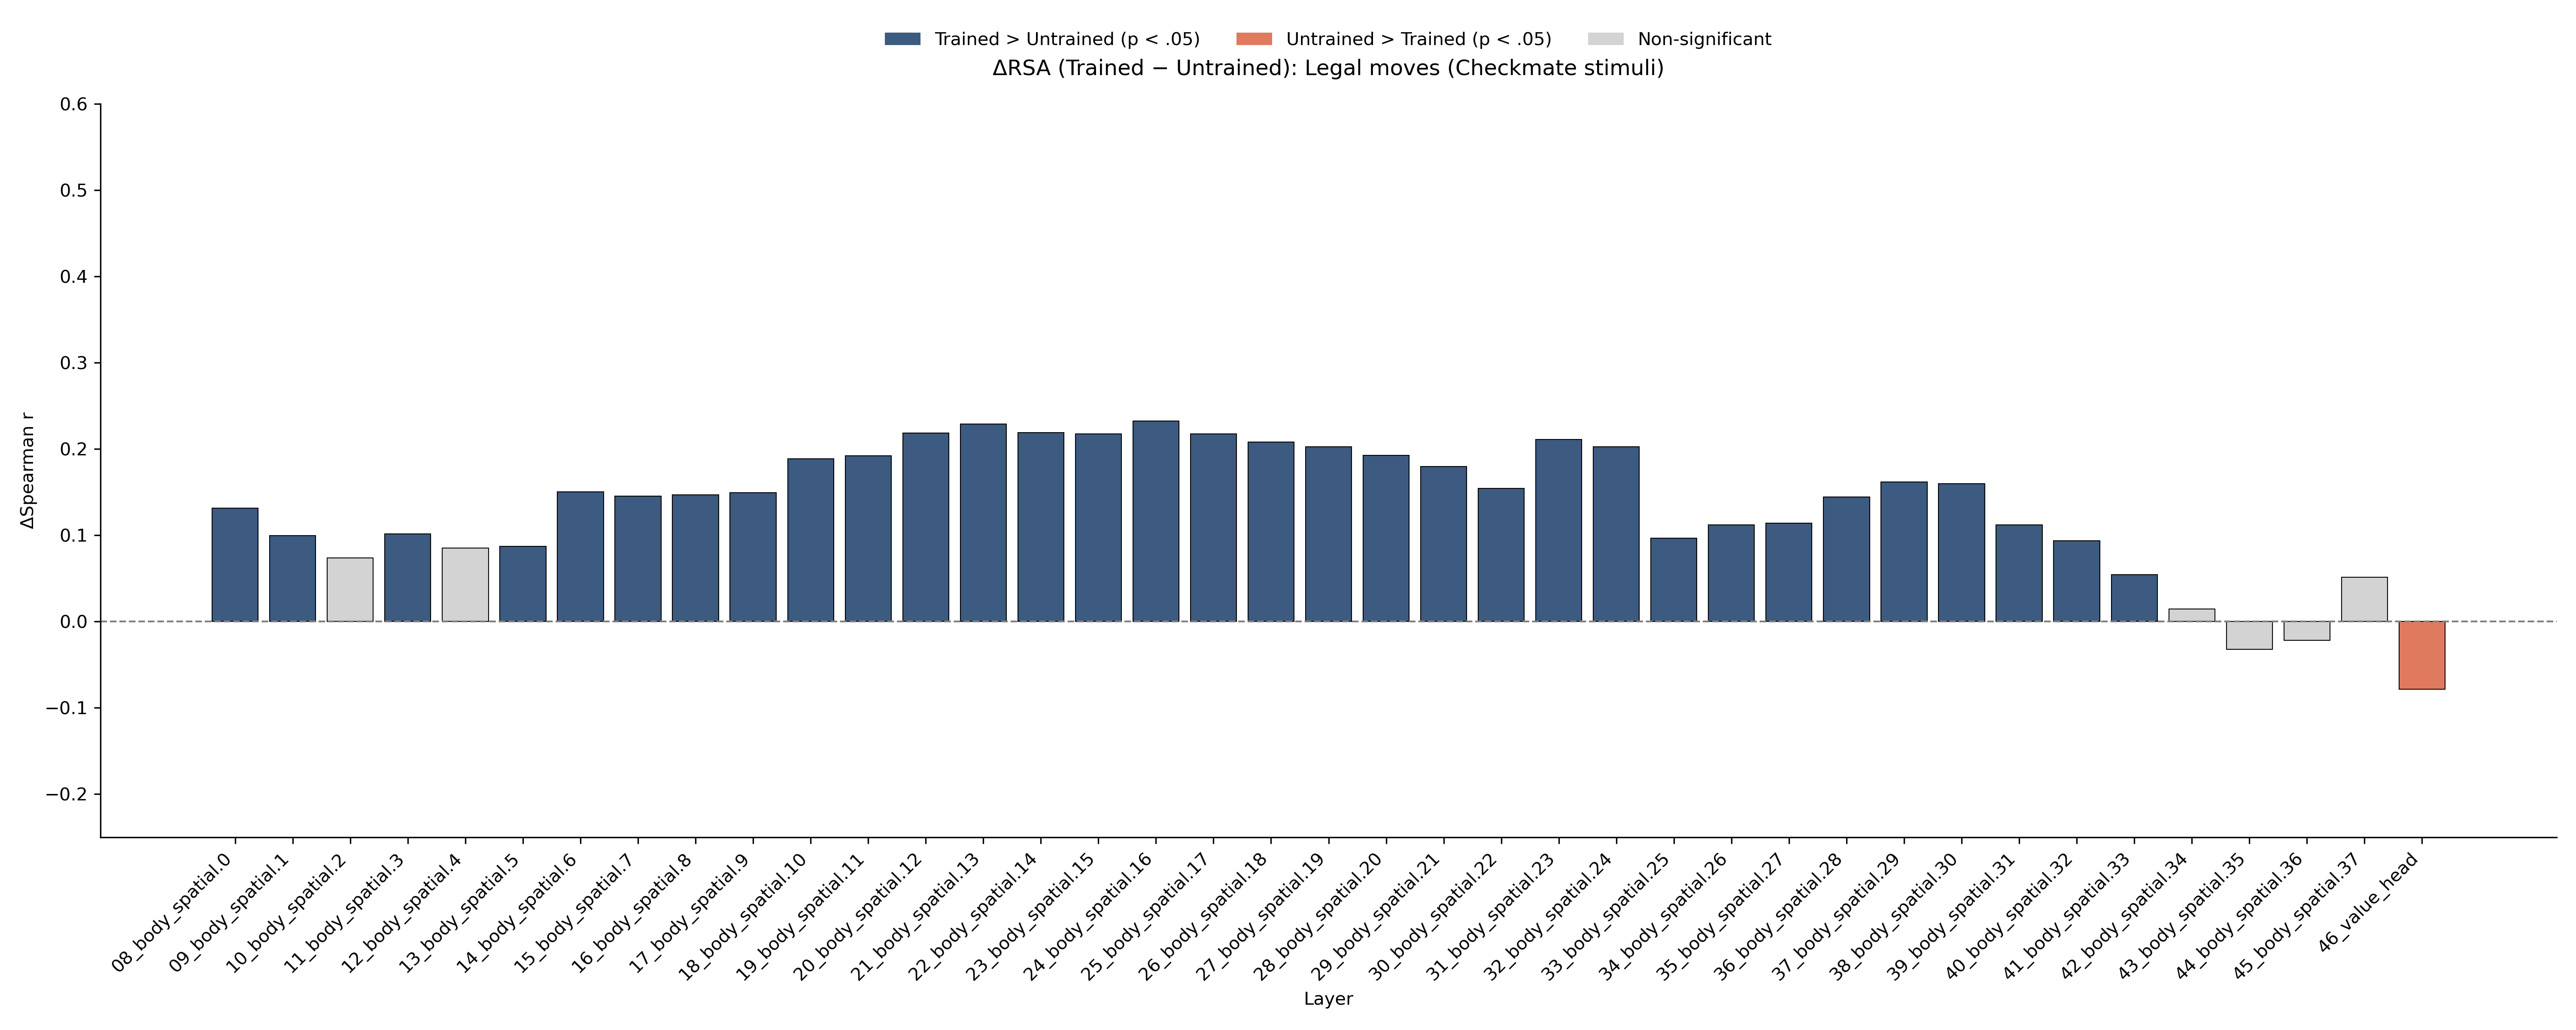 Trained > Untrained (p < .05)
Untrained > Trained (p < .05)
Non-significant
ΔRSA (Trained − Untrained): Legal moves (Checkmate stimuli)
ΔSpearman r
0.6
0.5
0.4
0.3
0.2
0.1
0.0
−0.1
−0.2
08_body_spatial.0
09_body_spatial.1
10_body_spatial.2
11_body_spatial.3
12_body_spatial.4
13_body_spatial.5
14_body_spatial.6
15_body_spatial.7
16_body_spatial.8
17_body_spatial.9
18_body_spatial.10
19_body_spatial.11
20_body_spatial.12
21_body_spatial.13
22_body_spatial.14
23_body_spatial.15
24_body_spatial.16
25_body_spatial.17
26_body_spatial.18
27_body_spatial.19
28_body_spatial.20
29_body_spatial.21
30_body_spatial.22
31_body_spatial.23
32_body_spatial.24
33_body_spatial.25
34_body_spatial.26
35_body_spatial.27
36_body_spatial.28
37_body_spatial.29
38_body_spatial.30
39_body_spatial.31
40_body_spatial.32
41_body_spatial.33
42_body_spatial.34
43_body_spatial.35
44_body_spatial.36
45_body_spatial.37
46_value_head
Layer